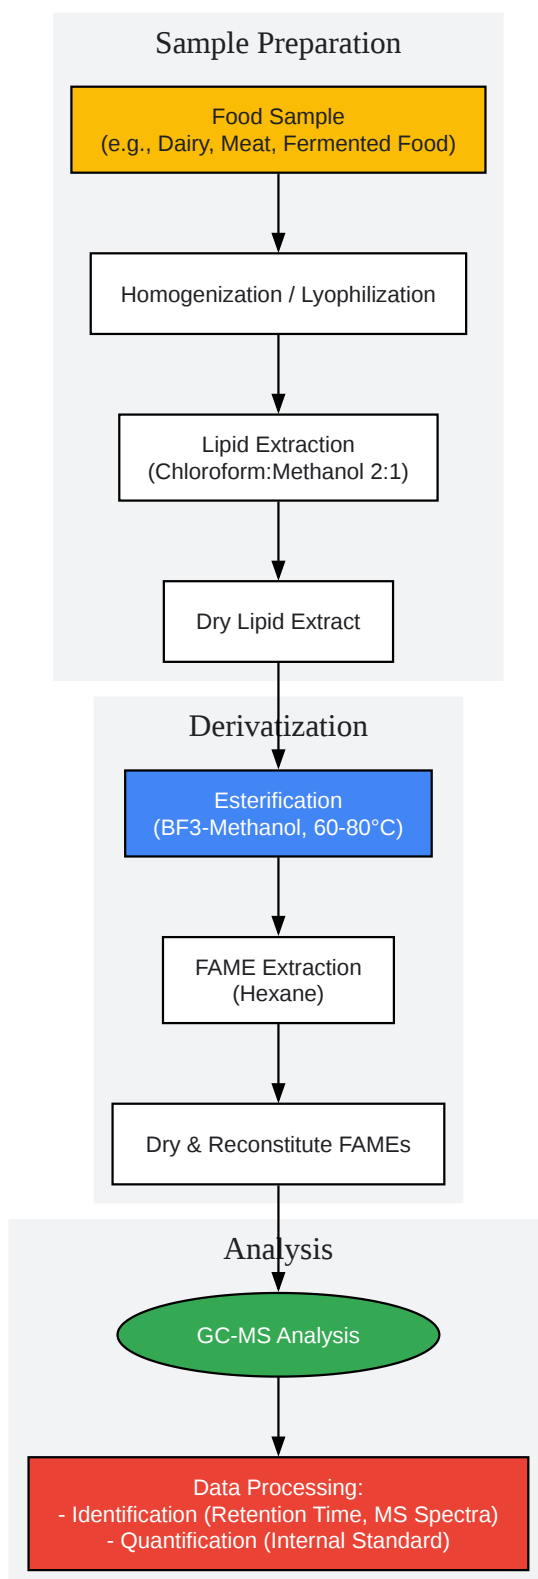 Sample Preparation
Food Sample
(e.g., Dairy, Meat, Fermented Food)
Homogenization / Lyophilization
Lipid Extraction
(Chloroform:Methanol 2:1)
Dry Lipid Extract
Derivatization
Esterification
(BF3-Methanol, 60-80°C)
FAME Extraction
(Hexane)
Dry & Reconstitute FAMEs
Analysis
GC-MS Analysis
Data Processing:
- Identification (Retention Time, MS Spectra)
- Quantification (Internal Standard)